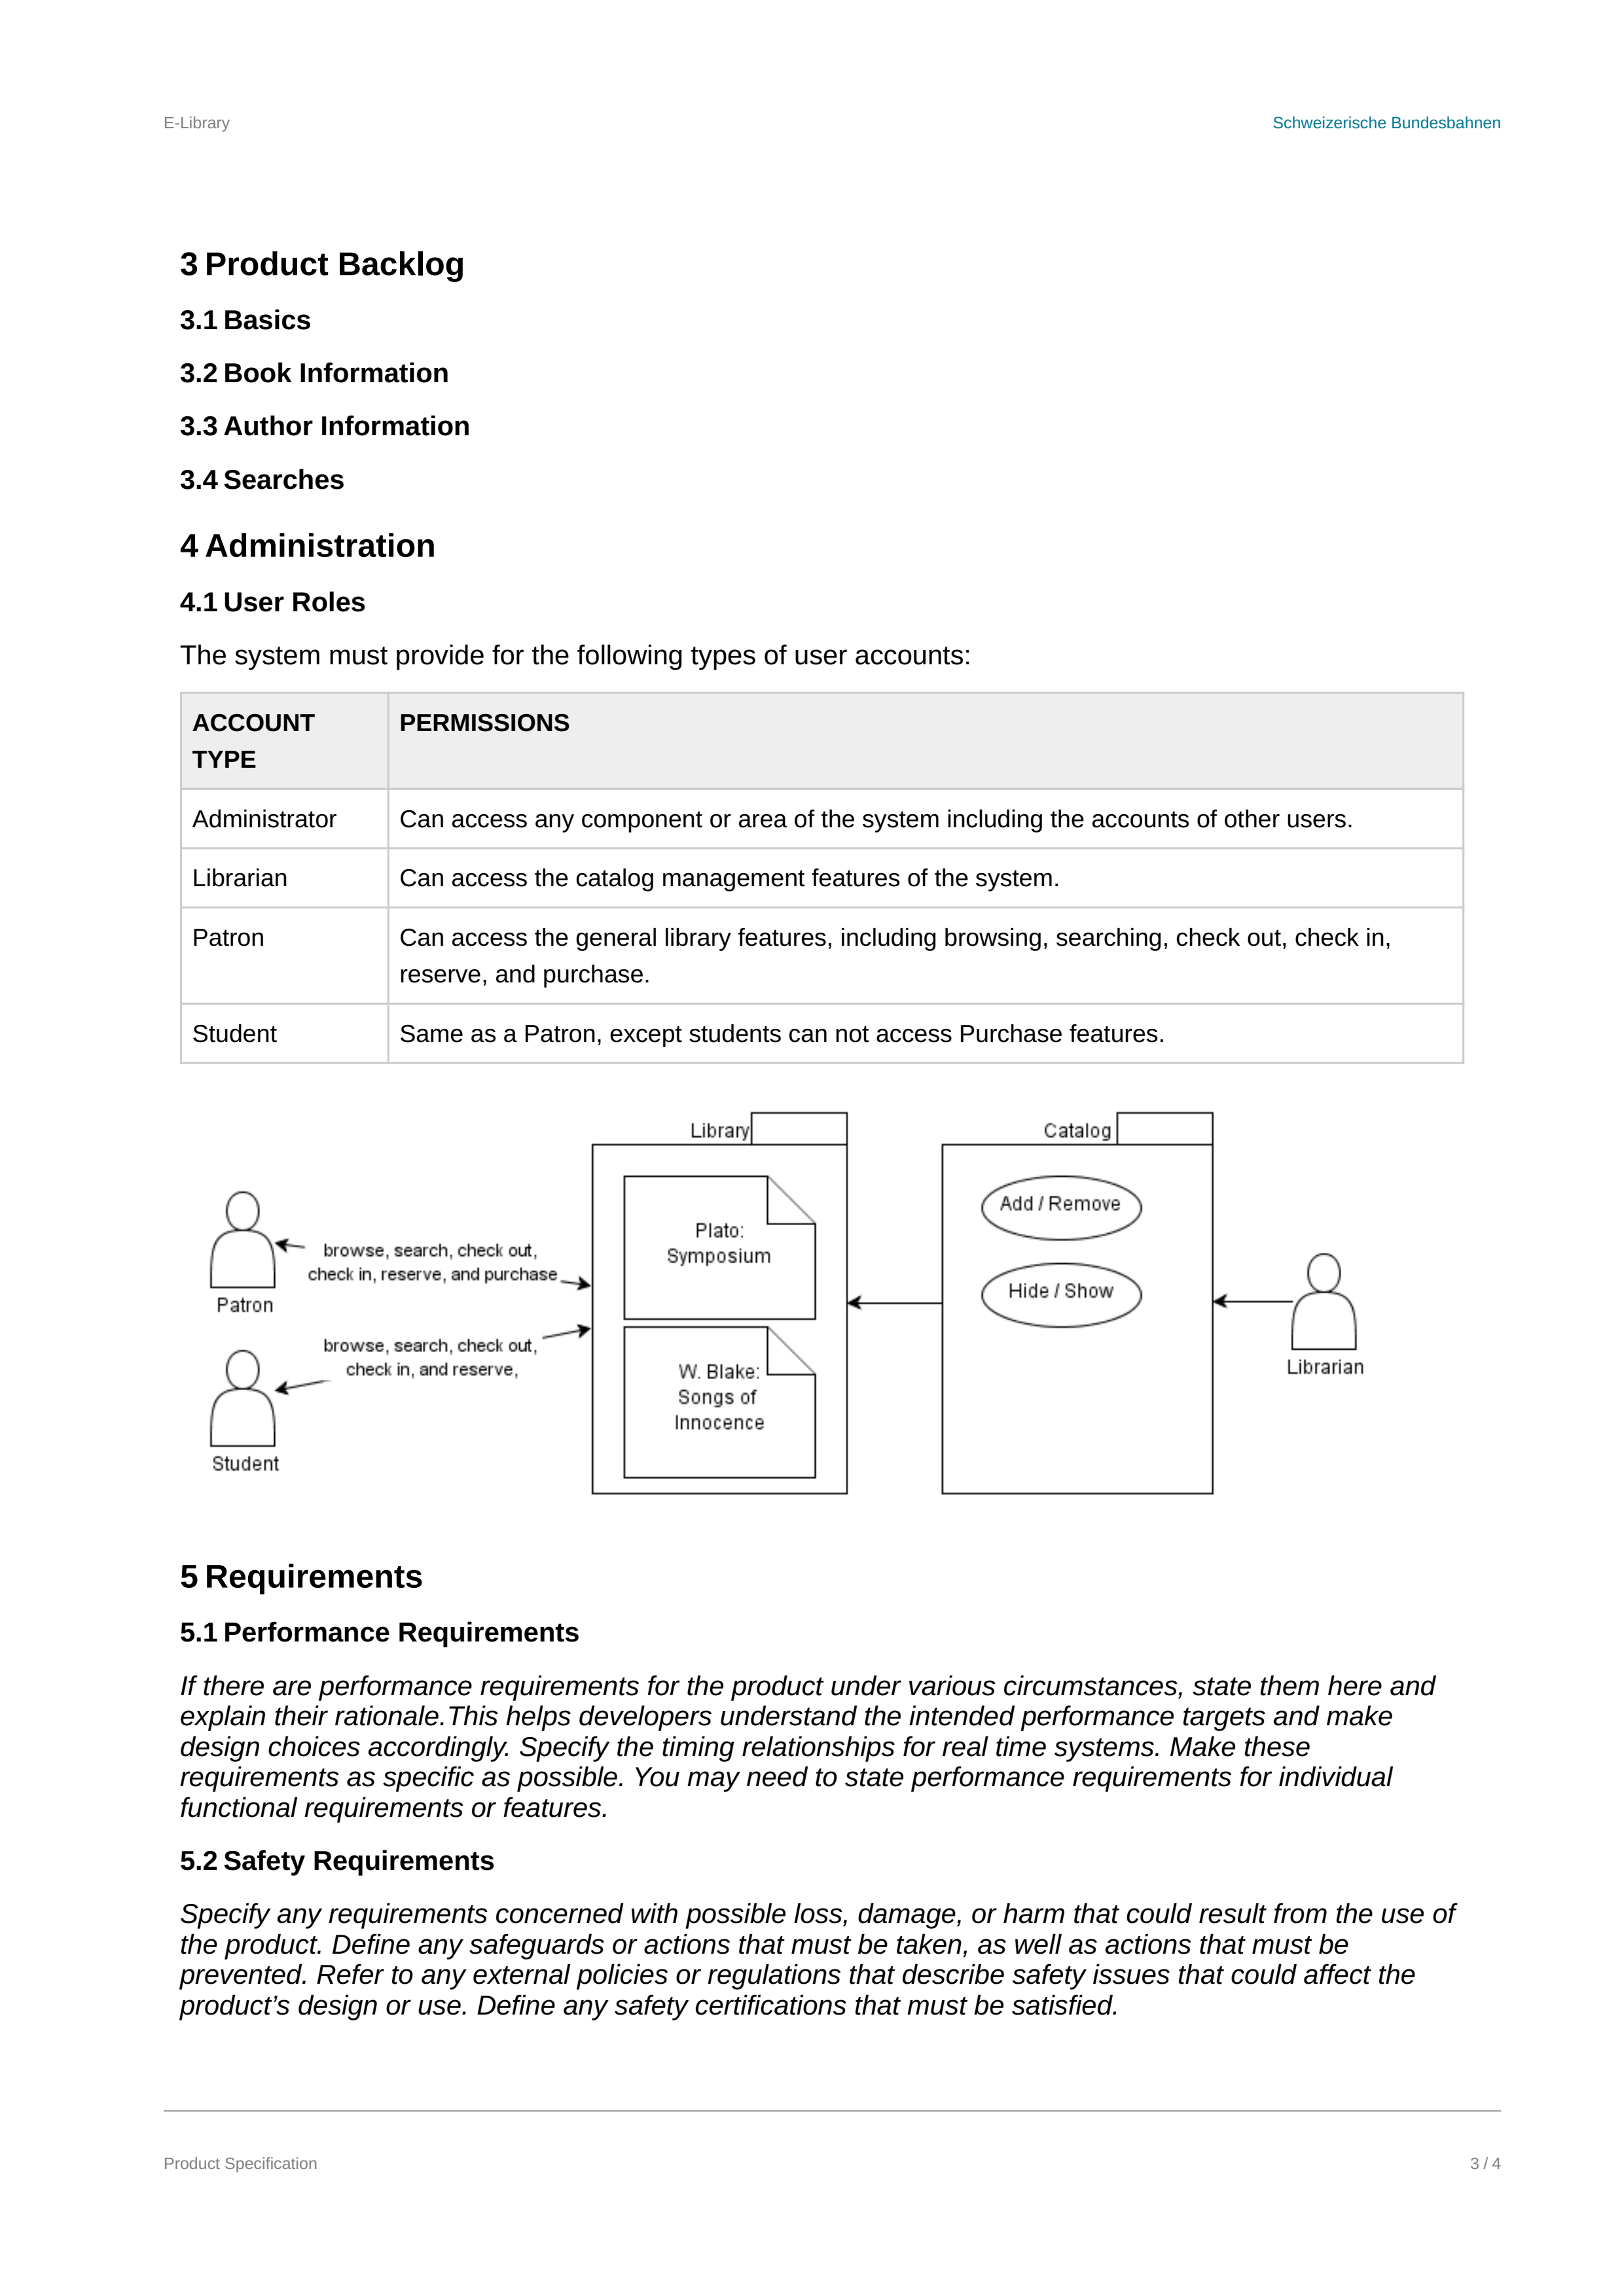 E-Library
Schweizerische Bundesbahnen
3 Product Backlog
3.1 Basics
3.2 Book Information
3.3 Author Information
3.4 Searches
4 Administration
4.1 User Roles
The system must provide for the following types of user accounts:
ACCOUNT TYPE
PERMISSIONS
Administrator
Can access any component or area of the system including the accounts of other users.
Librarian
Can access the catalog management features of the system.
Patron
Can access the general library features, including browsing, searching, check out, check in,
reserve, and purchase.
Student
Same as a Patron, except students can not access Purchase features.
Library
Catalog
Plato:
Symposium
Add / Remove
browse, search, check out,
check in, reserve, and purchase
Hide / Show
Patron
browse, search, check out,
check in, and reserve,
W. Blake:
Songs of
Innocence
Librarian
Student
5 Requirements
5.1 Performance Requirements
If there are performance requirements for the product under various circumstances, state them here and
explain their rationale.This helps developers understand the intended performance targets and make
design choices accordingly. Specify the timing relationships for real time systems. Make these
requirements as specific as possible. You may need to state performance requirements for individual
functional requirements or features.
5.2 Safety Requirements
Specify any requirements concerned with possible loss, damage, or harm that could result from the use of
the product. Define any safeguards or actions that must be taken, as well as actions that must be
prevented. Refer to any external policies or regulations that describe safety issues that could affect the
product’s design or use. Define any safety certifications that must be satisfied.
Product Specification
3 / 4